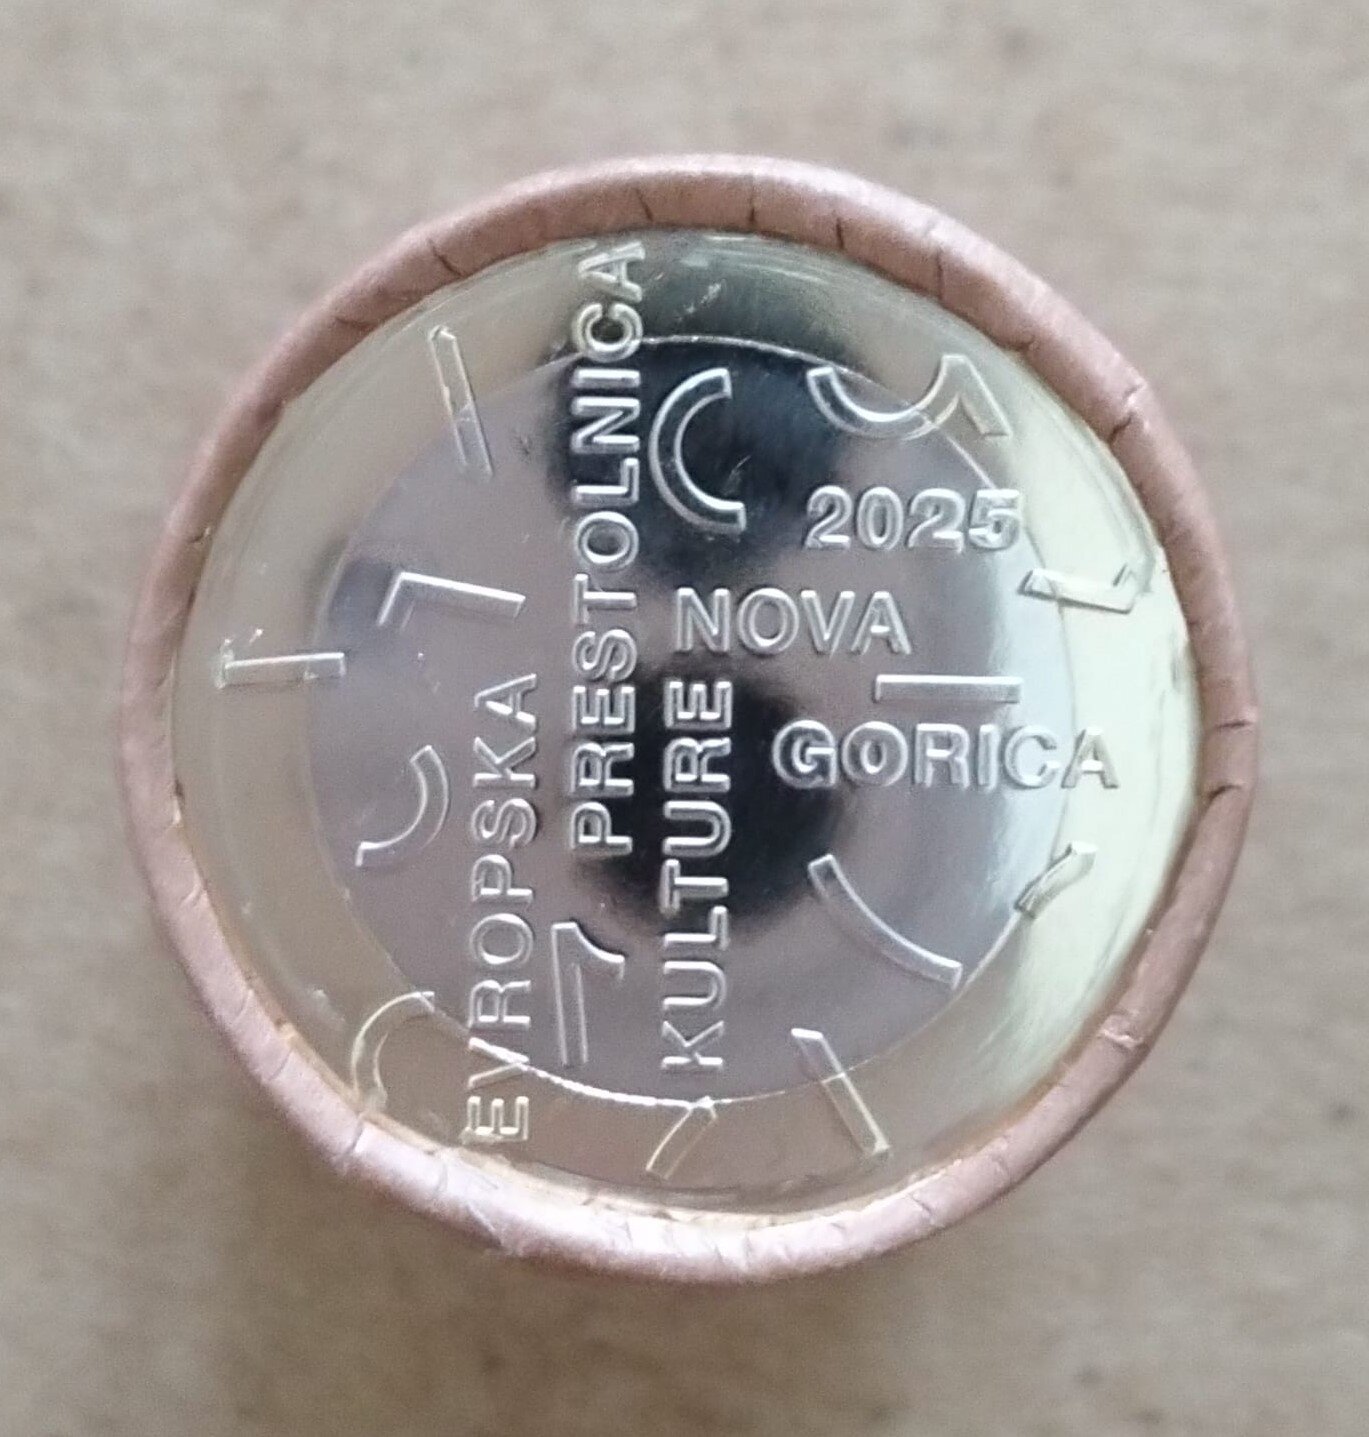 EVROPSKA
PRESTOLNICA
KULTURE
2025
NOVA
GORICA